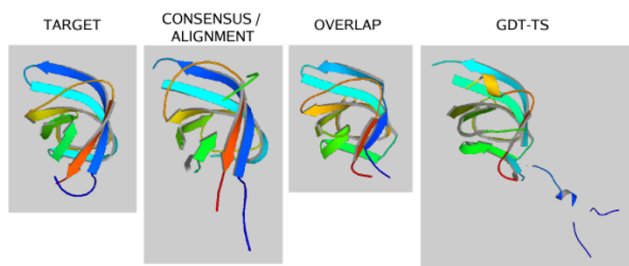 TARGET
CONSENSUS /
ALIGNMENT
OVERLAP
GDT-TS